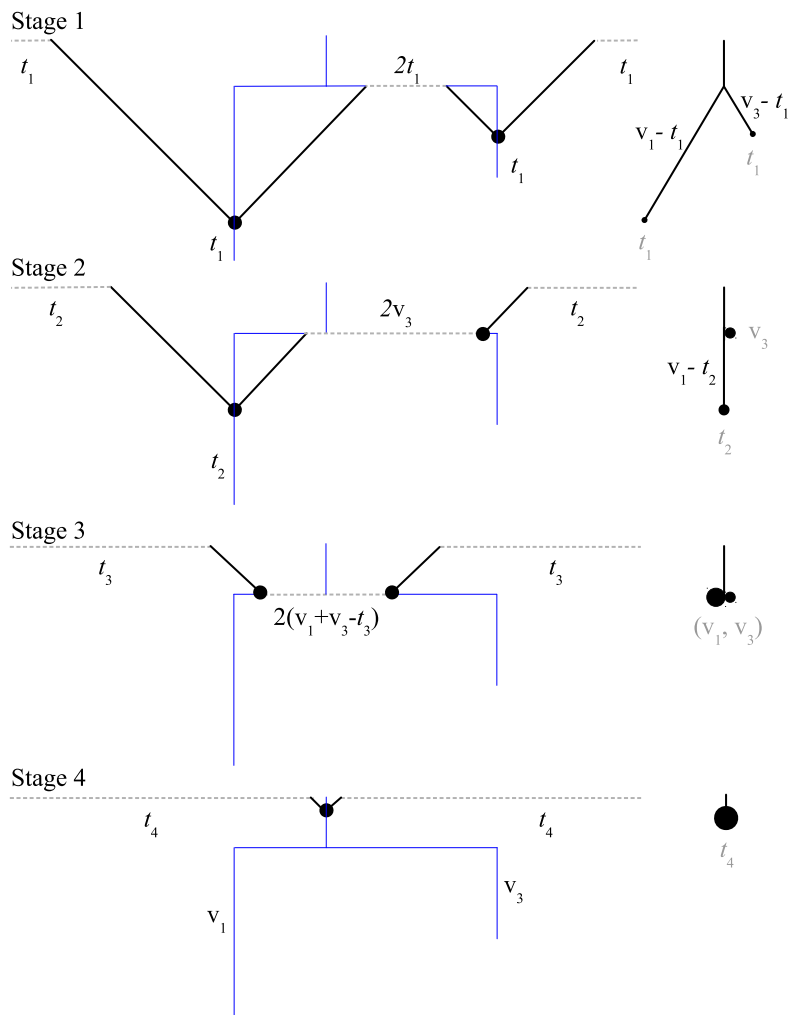 Stage 1
t₁ 2t₁ t₁
v₃- t₁
v₁- t₁
t₁ t₁
t₁ t₁
Stage 2
t₂ 2v₃ t₂
v₃
v₁- t₂
t₂ t₂
Stage 3
t₃ t₃
2(v₁+v₃-t₃) (v₁, v₃)
Stage 4
t₄ t₄
t₄
v₃
v₁